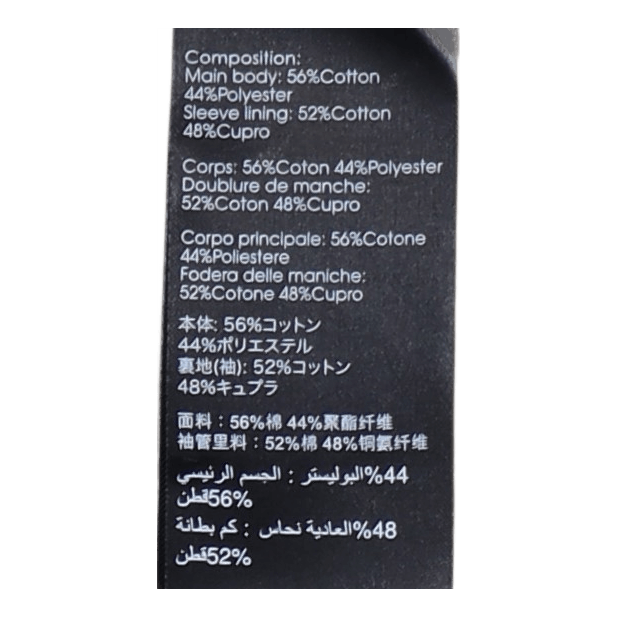 Composition:
Main body: 56%Cotton
44%Polyester
Sleeve lining: 52%Cotton
48%Cupro
Corps: 56%Coton 44%Polyester
Doublure de manche:
52%Coton 48%Cupro
Corpo principale: 56%Cotone
44%Poliestere
Fodera delle maniche:
52%Cotone 48%Cupro
本体: 56%コットン
44%ポリエステル
裏地(袖): 52%コットン
48%キュプラ
面料：56%棉 44%聚酯纤维
袖管里料：52%棉 48%铜氨纤维
الجسم الرئيسي : البوليستر%44
%56قطن
كم بطانة : العادية نحاس%48
%52قطن